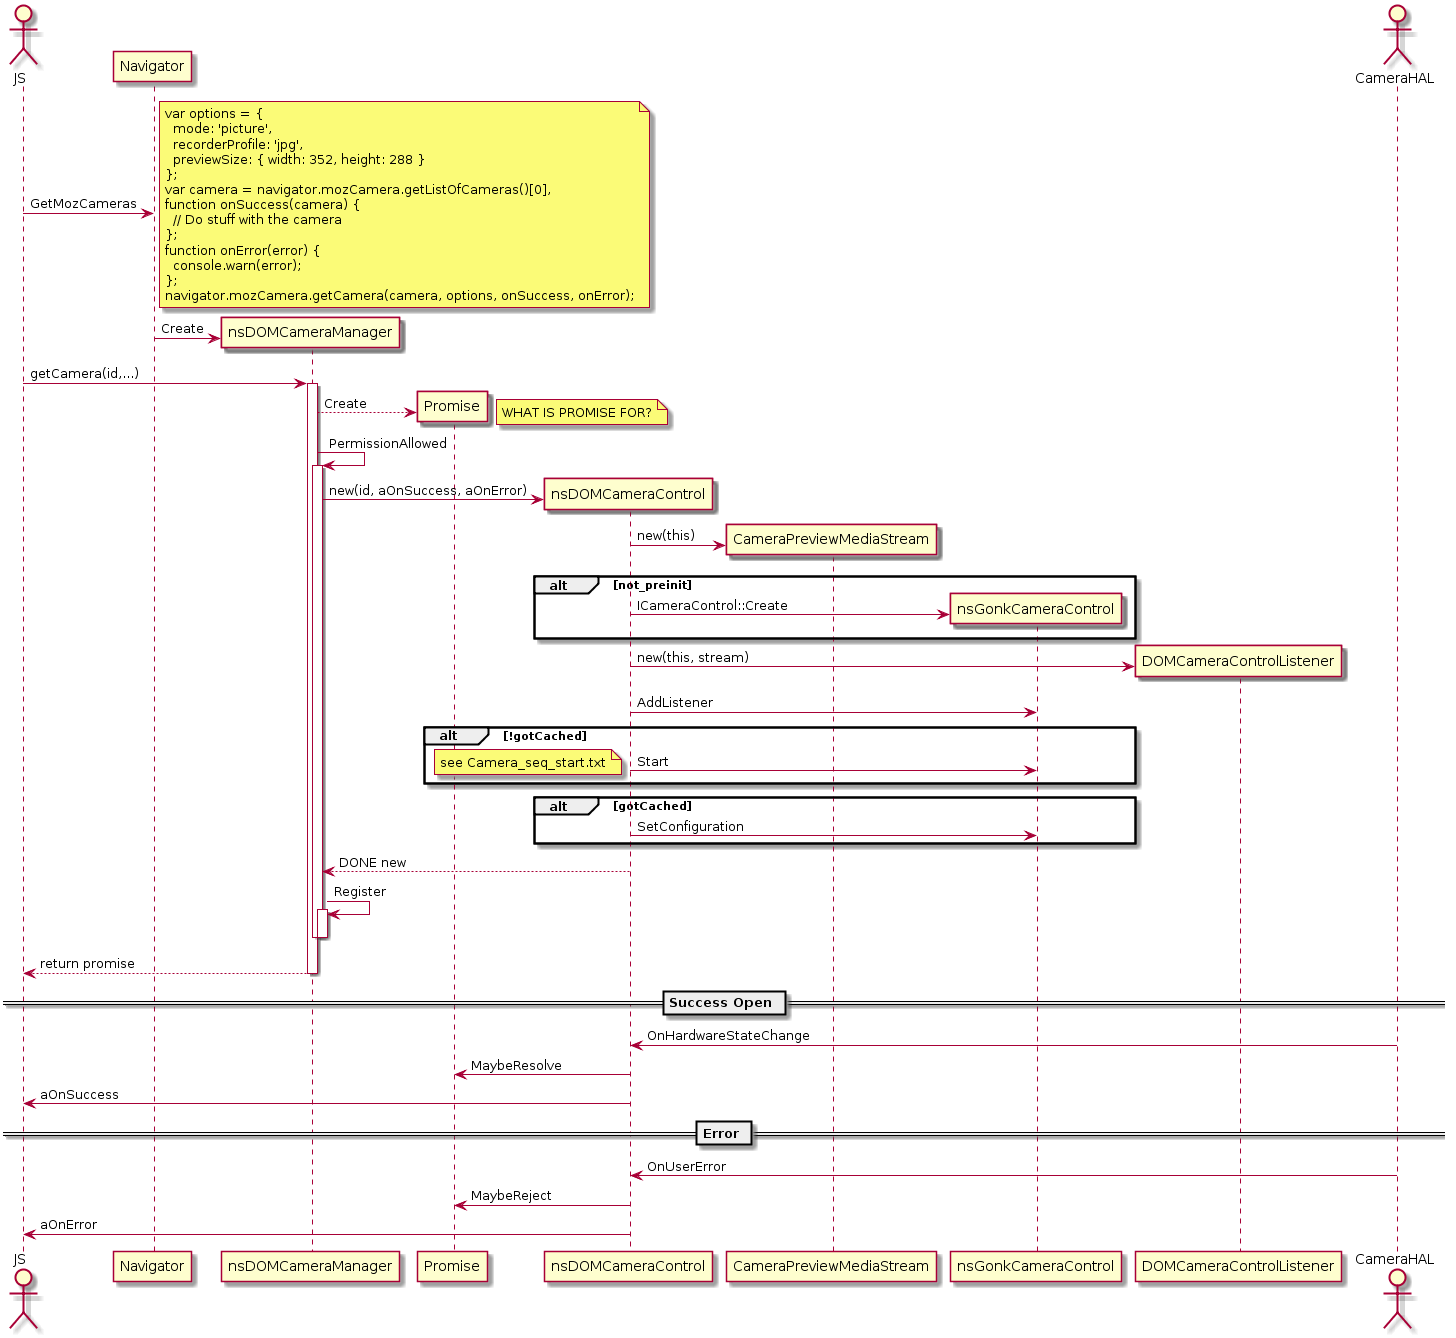 JS
CameraHAL
Navigator
var options = {
mode: 'picture',
recorderProfile: 'jpg',
previewSize: { width: 352, height: 288 }
};
var camera = navigator.mozCamera.getListOfCameras()[0],
function onSuccess(camera) {
// Do stuff with the camera
};
function onError(error) {
console.warn(error);
};
navigator.mozCamera.getCamera(camera, options, onSuccess, onError);
GetMozCameras
Create
nsDOMCameraManager
getCamera(id,...)
Create
Promise
WHAT IS PROMISE FOR?
PermissionAllowed
new(id, aOnSuccess, aOnError)
nsDOMCameraControl
new(this)
CameraPreviewMediaStream
alt
[not_preinit]
ICameraControl::Create
nsGonkCameraControl
new(this, stream)
DOMCameraControlListener
AddListener
alt
[!gotCached]
see Camera_seq_start.txt
Start
alt
[gotCached]
SetConfiguration
DONE new
Register
return promise
Success Open
OnHardwareStateChange
MaybeResolve
aOnSuccess
Error
OnUserError
MaybeReject
aOnError
JS
Navigator
nsDOMCameraManager
Promise
nsDOMCameraControl
CameraPreviewMediaStream
nsGonkCameraControl
DOMCameraControlListener
CameraHAL